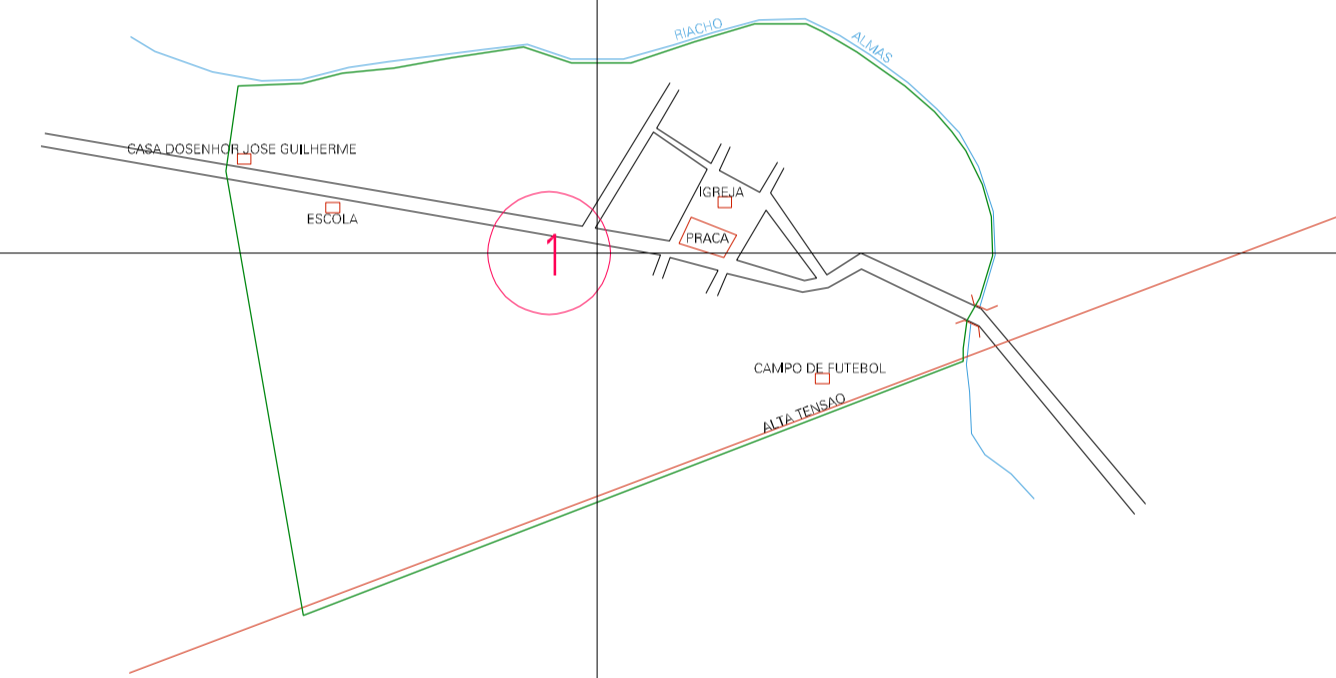 RIACHO
ALMAS
CASA DOSENHOR JOSE GUILHERME
IGREJA
ESCOLA
PRACA
1
CAMPO DE FUTEBOL
ALTA TENSAO